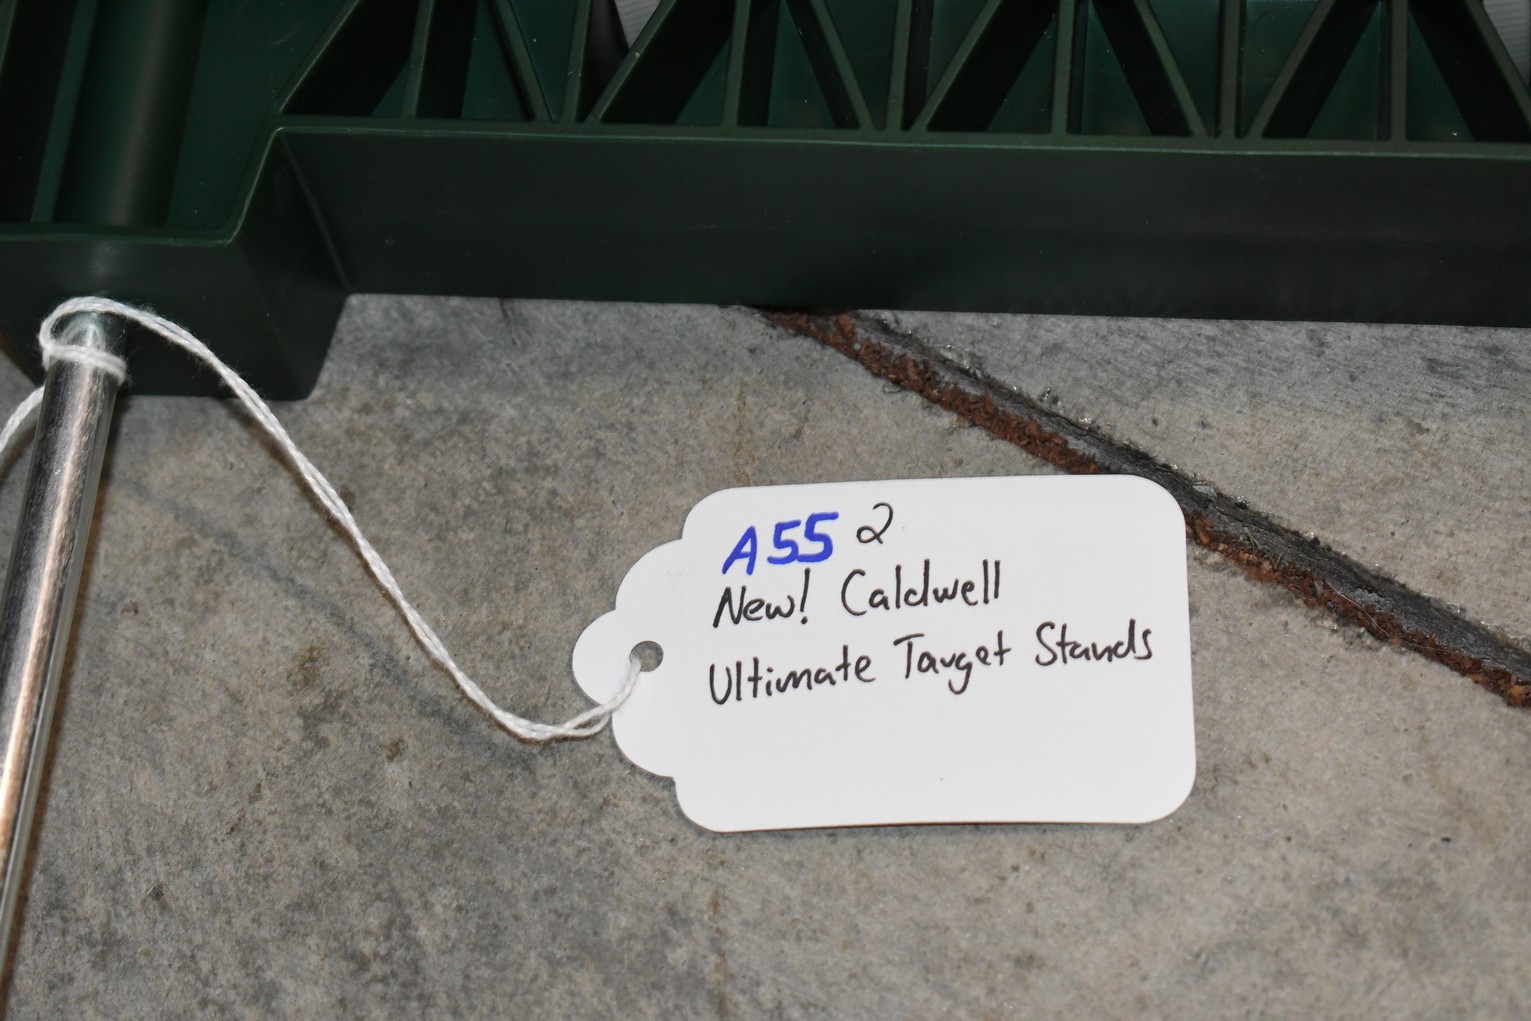 A55 2
New! Caldwell
Ultimate Target Stands